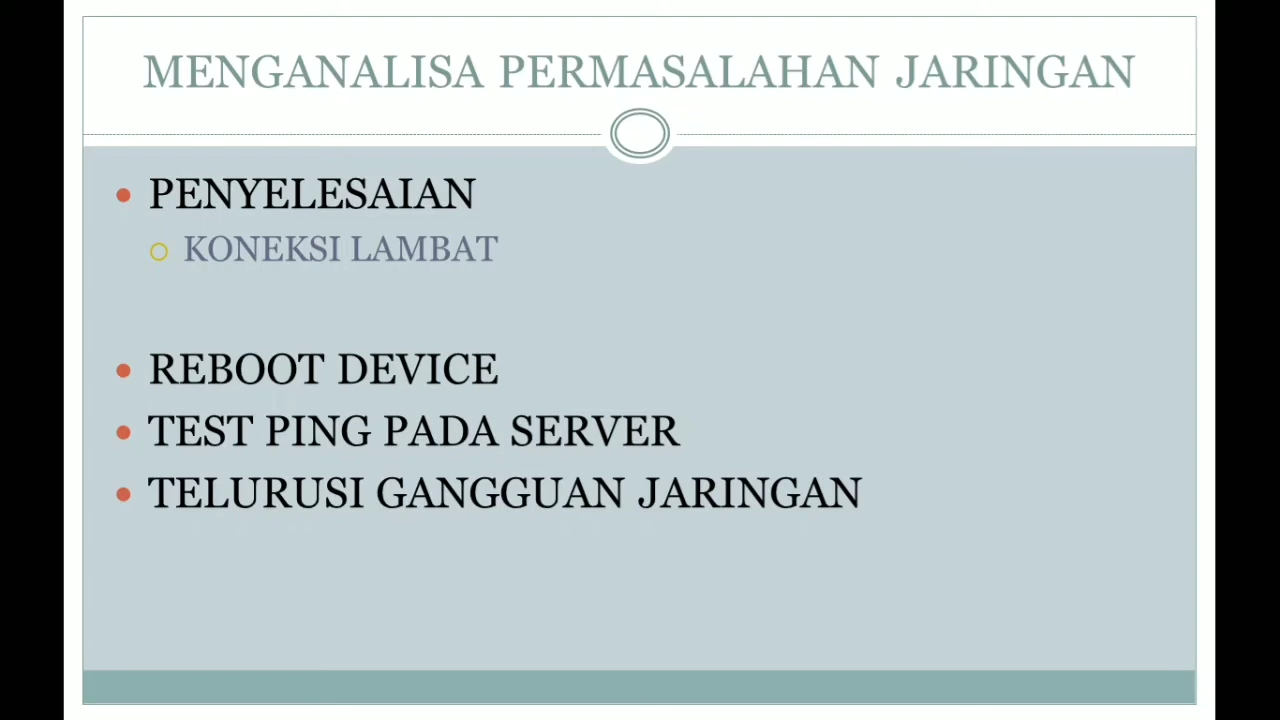 MENGANALISA PERMASALAHAN JARINGAN
PENYELESAIAN
KONEKSI LAMBAT
REBOOT DEVICE
TEST PING PADA SERVER
TELURUSI GANGGUAN JARINGAN